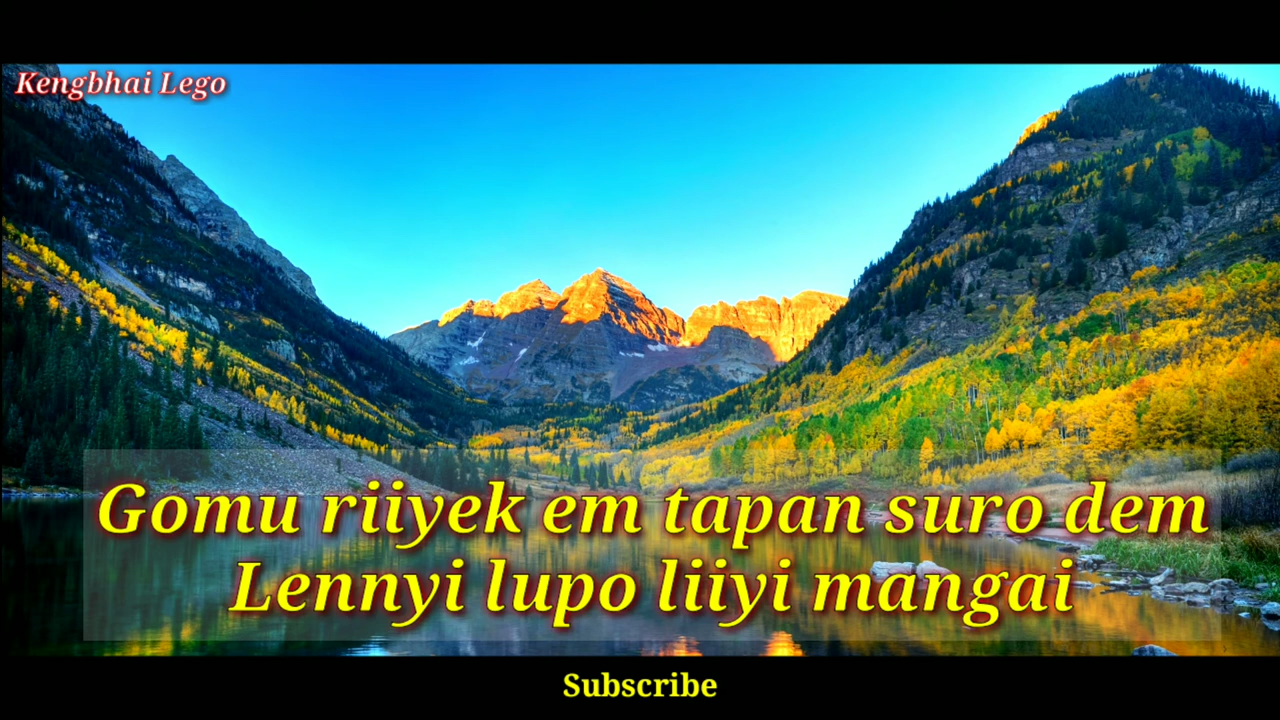 Kengbhai Lego
Gomu riiyek em tapan suro dem
Lennyi lupo liiyi mangai
Subscribe